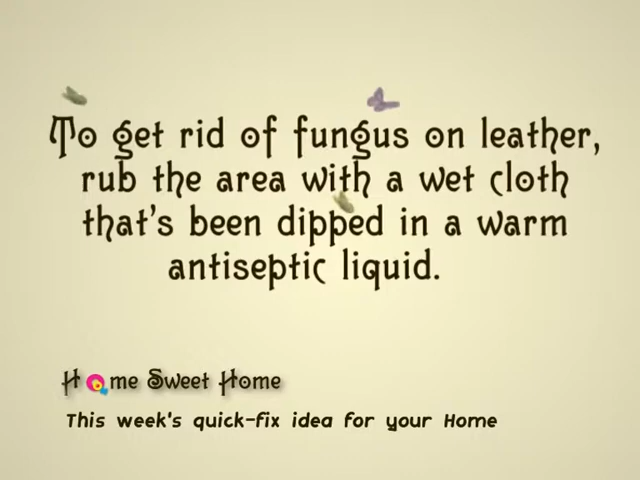 To get rid of fungus on leather,
rub the area with a wet cloth
that's been dipped in a warm
antiseptic liquid.
Home Sweet Home
This week's quick-fix idea for your Home